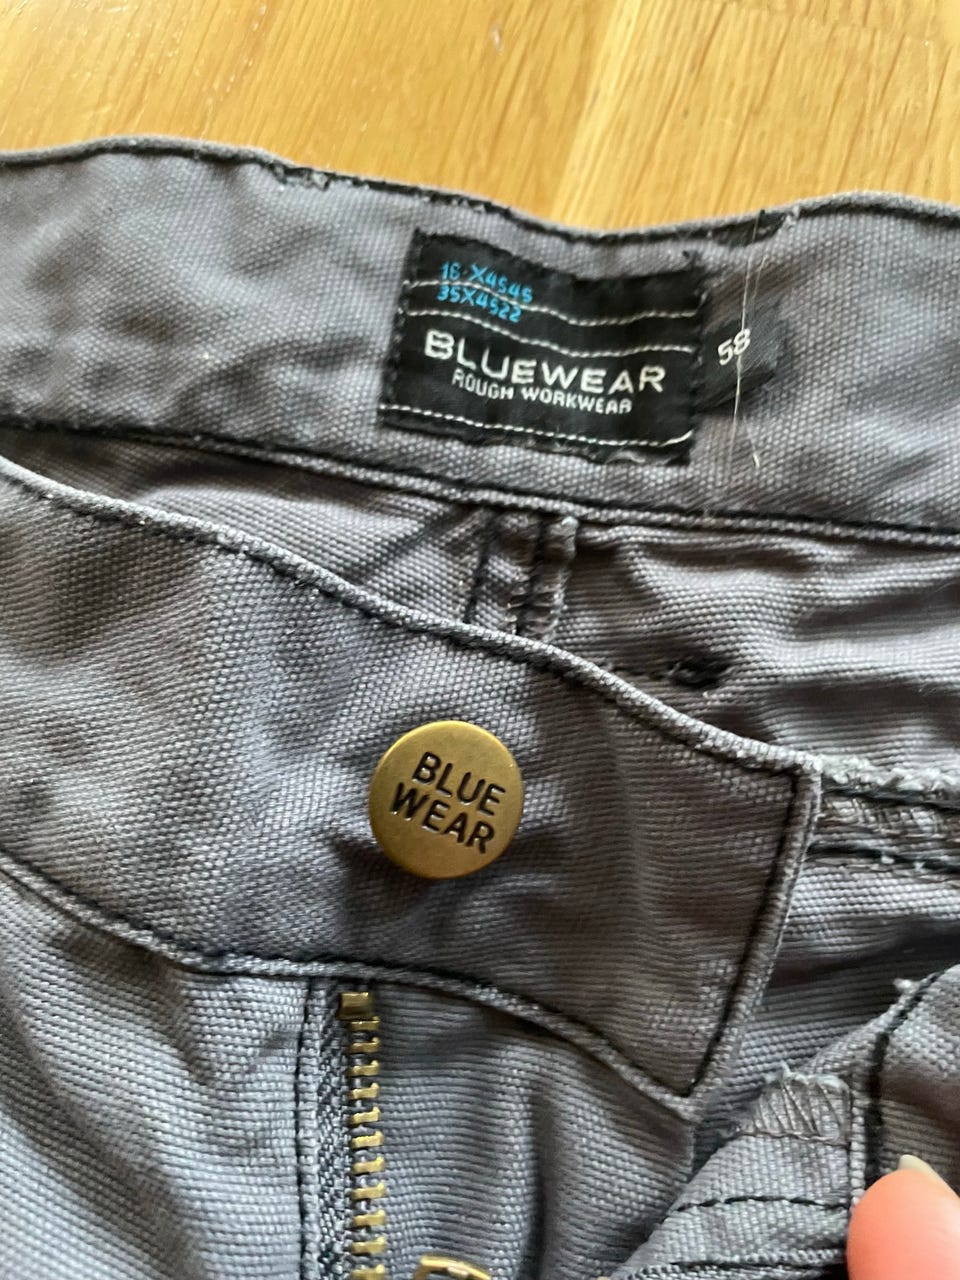 16 X4545
35X4522
BLUEWEAR
ROUGH WORKWEAR
58
BLUE
WEAR